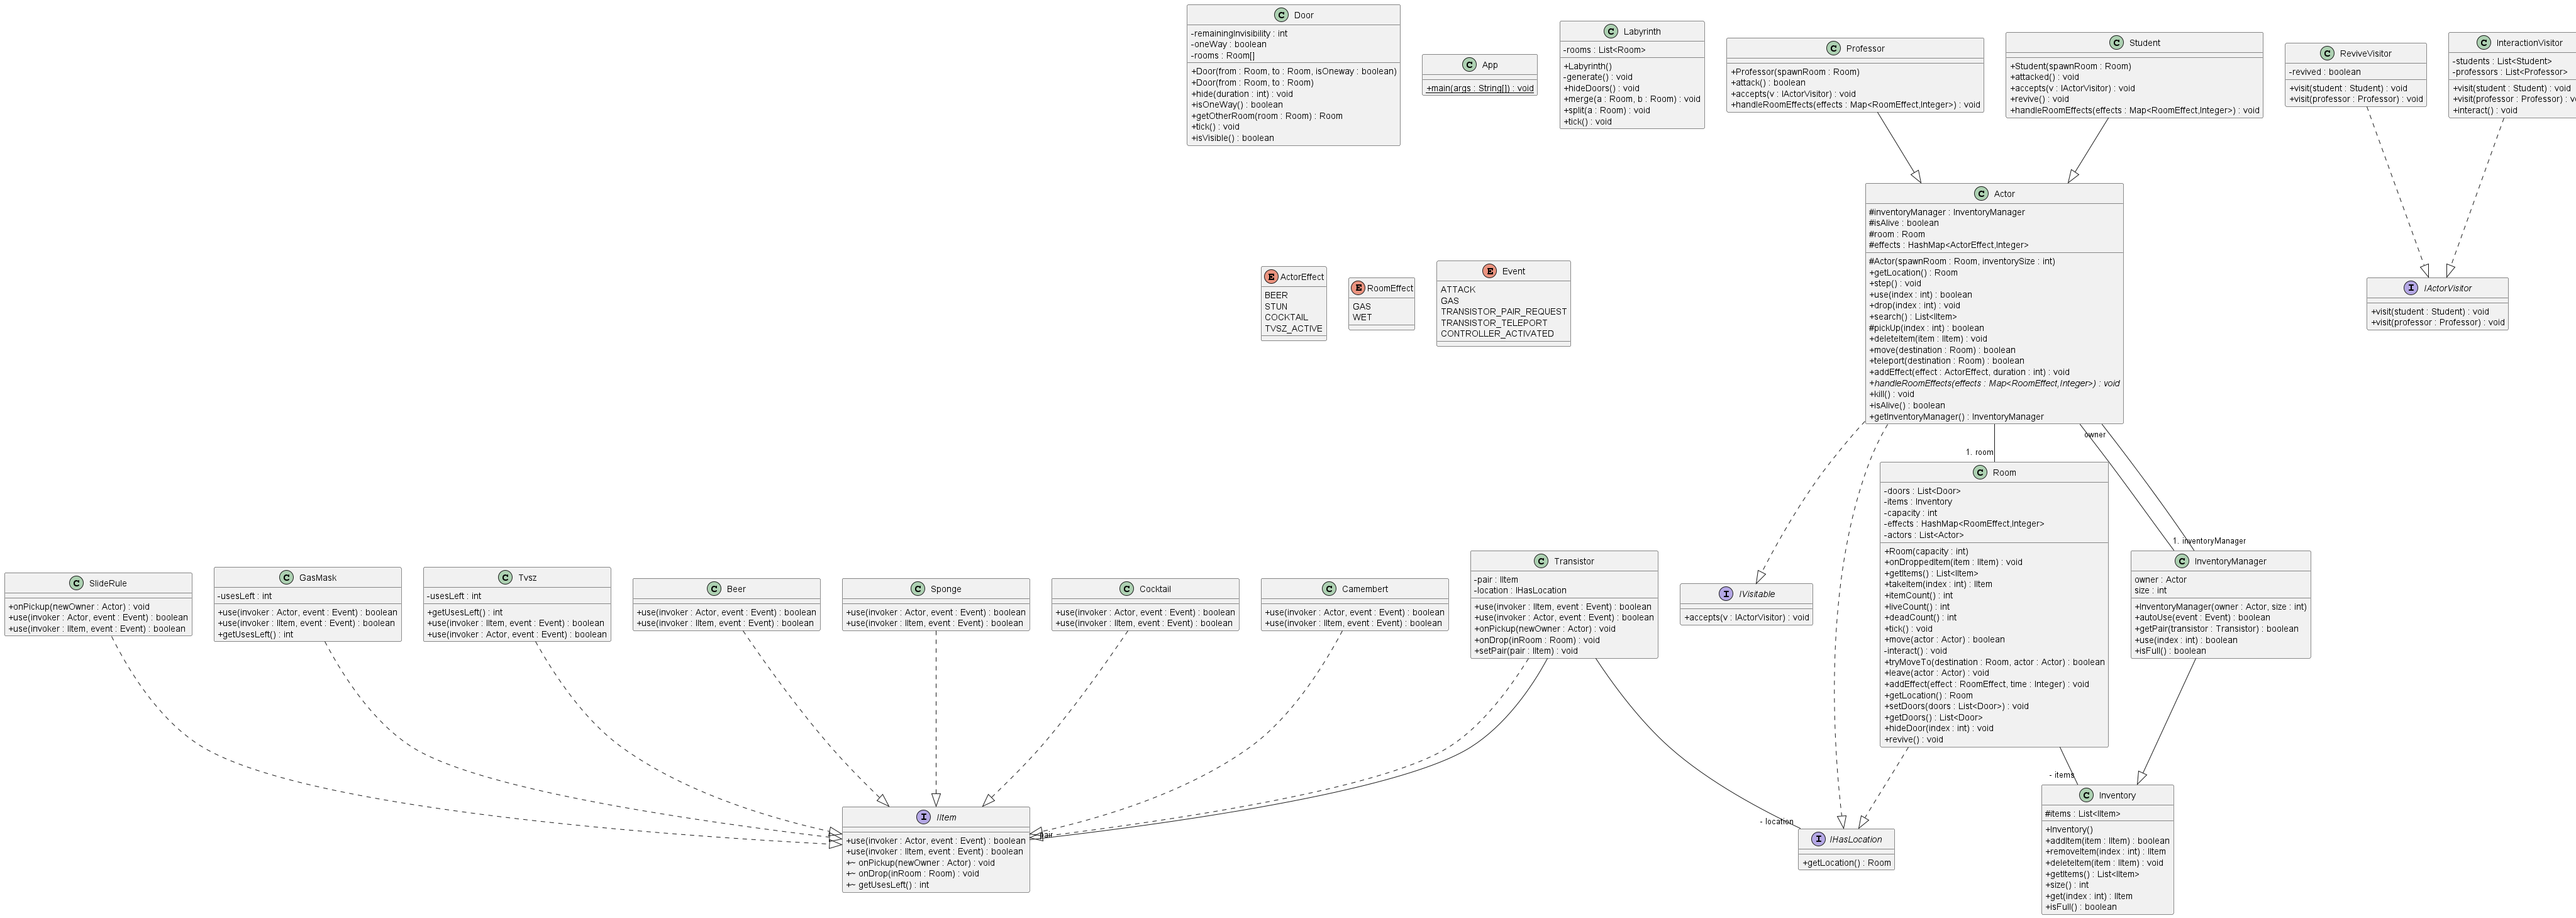 Door
-remainingInvisibility : int
-oneWay : boolean
-rooms : Room[]
+Door(from : Room, to : Room, isOneway : boolean)
+Door(from : Room, to : Room)
+hide(duration : int) : void
+isOneWay() : boolean
+getOtherRoom(room : Room) : Room
+tick() : void
+isVisible() : boolean
App
+main(args : String[]) : void
Labyrinth
-rooms : List<Room>
+Labyrinth()
-generate() : void
+hideDoors() : void
+merge(a : Room, b : Room) : void
+split(a : Room) : void
+tick() : void
Professor
+Professor(spawnRoom : Room)
+attack() : boolean
+accepts(v : IActorVisitor) : void
+handleRoomEffects(effects : Map<RoomEffect,Integer>) : void
Student
+Student(spawnRoom : Room)
+attacked() : void
+accepts(v : IActorVisitor) : void
+revive() : void
+handleRoomEffects(effects : Map<RoomEffect,Integer>) : void
ReviveVisitor
-revived : boolean
+visit(student : Student) : void
+visit(professor : Professor) : void
InteractionVisitor
-students : List<Student>
-professors : List<Professor>
+visit(student : Student) : void
+visit(professor : Professor) : v
+interact() : void
Actor
#inventoryManager : InventoryManager
#isAlive : boolean
#room : Room
#effects : HashMap<ActorEffect,Integer>
#Actor(spawnRoom : Room, inventorySize : int)
+getLocation() : Room
+step() : void
+use(index : int) : boolean
+drop(index : int) : void
+search() : List<IItem>
#pickUp(index : int) : boolean
+deleteItem(item : IItem) : void
+move(destination : Room) : boolean
+teleport(destination : Room) : boolean
+addEffect(effect : ActorEffect, duration : int) : void
+handleRoomEffects(effects : Map<RoomEffect,Integer>) : void
+kill() : void
+isAlive() : boolean
+getInventoryManager() : InventoryManager
ActorEffect
BEER
STUN
COCKTAIL
TVSZ_ACTIVE
RoomEffect
GAS
WET
Event
ATTACK
GAS
TRANSISTOR_PAIR_REQUEST
TRANSISTOR_TELEPORT
CONTROLLER_ACTIVATED
IActorVisitor
+visit(student : Student) : void
+visit(professor : Professor) : void
owner
1. room
1. inventoryManager
SlideRule
+onPickup(newOwner : Actor) : void
+use(invoker : Actor, event : Event) : boolean
+use(invoker : IItem, event : Event) : boolean
GasMask
-usesLeft : int
+use(invoker : Actor, event : Event) : boolean
+use(invoker : IItem, event : Event) : boolean
+getUsesLeft() : int
Tvsz
-usesLeft : int
+getUsesLeft() : int
+use(invoker : IItem, event : Event) : boolean
+use(invoker : Actor, event : Event) : boolean
Beer
+use(invoker : Actor, event : Event) : boolean
+use(invoker : IItem, event : Event) : boolean
Sponge
+use(invoker : Actor, event : Event) : boolean
+use(invoker : IItem, event : Event) : boolean
Cocktail
+use(invoker : Actor, event : Event) : boolean
+use(invoker : IItem, event : Event) : boolean
Camembert
+use(invoker : Actor, event : Event) : boolean
+use(invoker : IItem, event : Event) : boolean
Transistor
-pair : IItem
-location : IHasLocation
+use(invoker : IItem, event : Event) : boolean
+use(invoker : Actor, event : Event) : boolean
+onPickup(newOwner : Actor) : void
+onDrop(inRoom : Room) : void
+setPair(pair : IItem) : void
IVisitable
+accepts(v : IActorVisitor) : void
Room
-doors : List<Door>
-items : Inventory
-capacity : int
-effects : HashMap<RoomEffect,Integer>
-actors : List<Actor>
+Room(capacity : int)
+onDroppedItem(item : IItem) : void
+getItems() : List<IItem>
+takeItem(index : int) : IItem
+itemCount() : int
+liveCount() : int
+deadCount() : int
+tick() : void
+move(actor : Actor) : boolean
-interact() : void
+tryMoveTo(destination : Room, actor : Actor) : boolean
+leave(actor : Actor) : void
+addEffect(effect : RoomEffect, time : Integer) : void
+getLocation() : Room
+setDoors(doors : List<Door>) : void
+getDoors() : List<Door>
+hideDoor(index : int) : void
+revive() : void
InventoryManager
owner : Actor
size : int
+InventoryManager(owner : Actor, size : int)
+autoUse(event : Event) : boolean
+getPair(transistor : Transistor) : boolean
+use(index : int) : boolean
+isFull() : boolean
- items
- location
pair
IItem
+use(invoker : Actor, event : Event) : boolean
+use(invoker : IItem, event : Event) : boolean
+~ onPickup(newOwner : Actor) : void
+~ onDrop(inRoom : Room) : void
+~ getUsesLeft() : int
IHasLocation
+getLocation() : Room
Inventory
#items : List<IItem>
+Inventory()
+addItem(item : IItem) : boolean
+removeItem(index : int) : IItem
+deleteItem(item : IItem) : void
+getItems() : List<IItem>
+size() : int
+get(index : int) : IItem
+isFull() : boolean